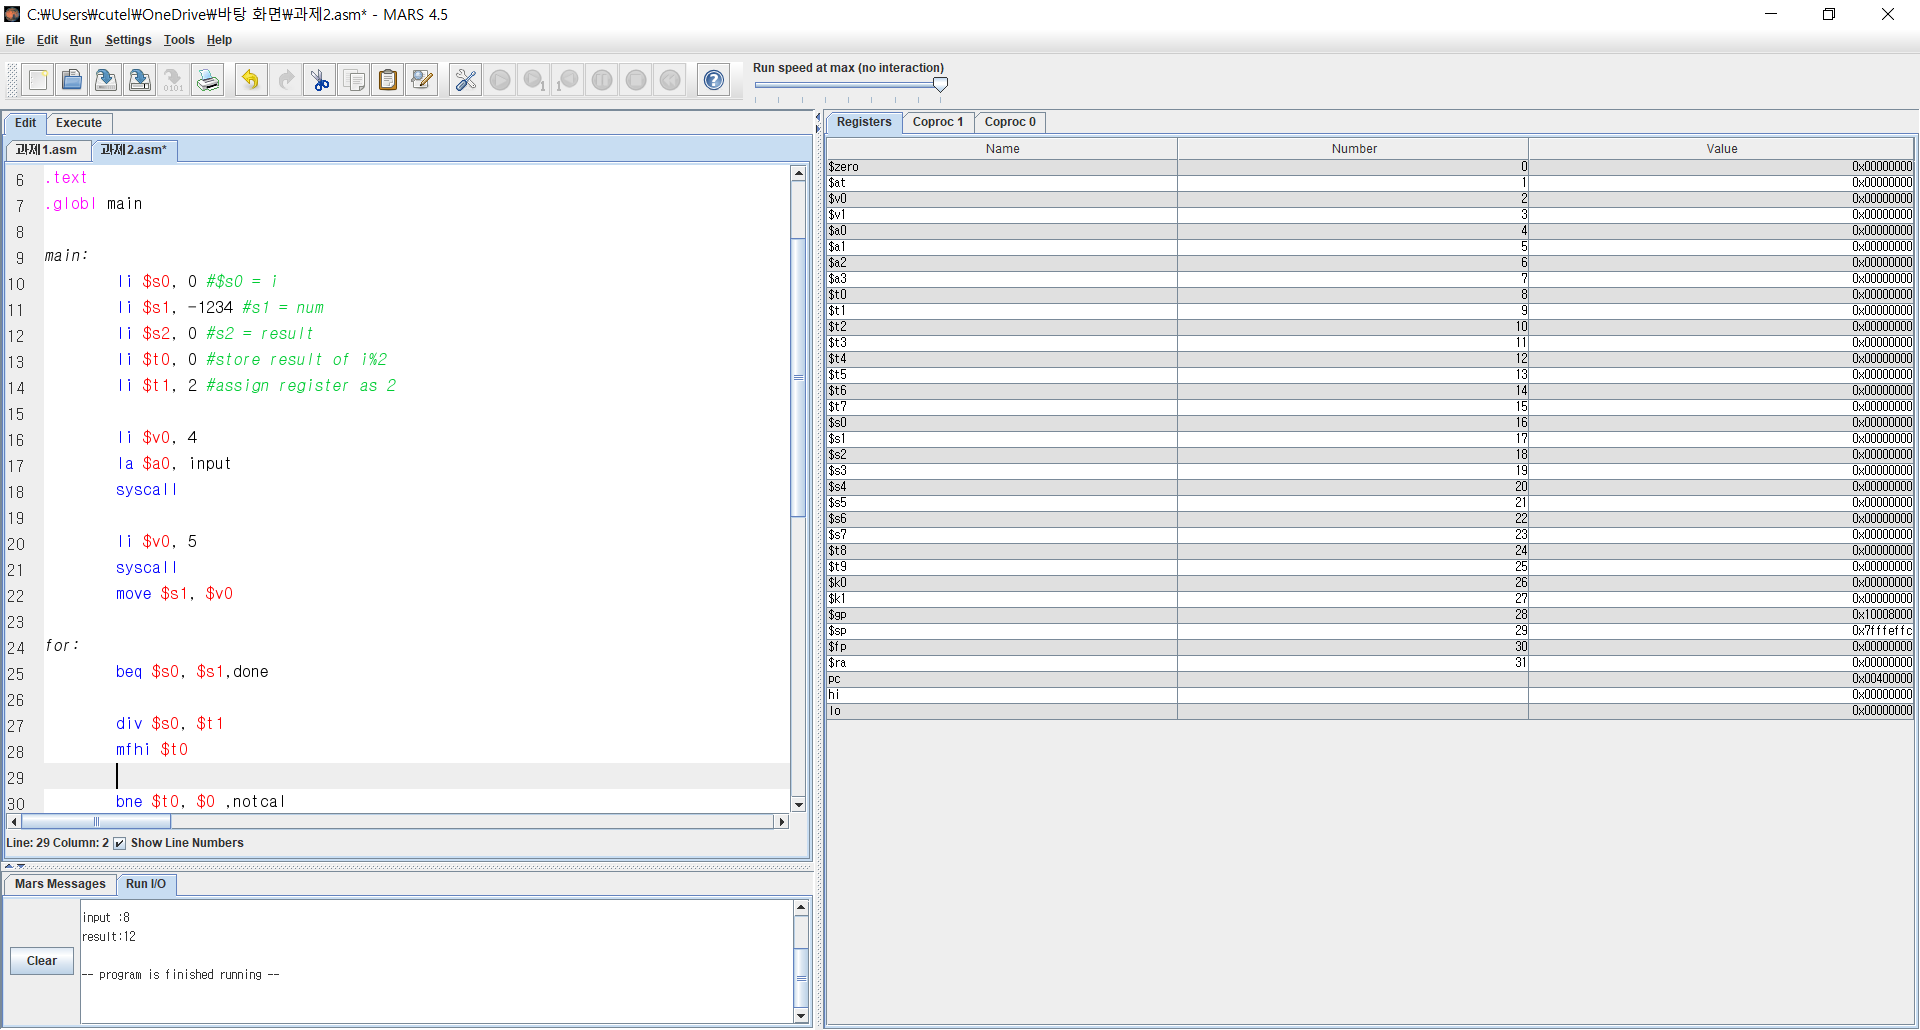 C:₩Users₩cutel₩OneDrive₩바탕 화면₩과제2.asm* - MARS 4.5
File Edit Run Settings Tools Help
Run speed at max (no interaction)
Edit Execute
과제1.asm 과제2.asm*
6 .text
7 .globl main
8
9 main:
10 li $s0, 0 #$s0 = i
11 li $s1, -1234 #s1 = num
12 li $s2, 0 #s2 = result
13 li $t0, 0 #store result of i%2
14 li $t1, 2 #assign register as 2
15
16 li $v0, 4
17 la $a0, input
18 syscall
19
20 li $v0, 5
21 syscall
22 move $s1, $v0
23
24 for:
25 beq $s0, $s1,done
26
27 div $s0, $t1
28 mfhi $t0
29
30 bne $t0, $0 ,notcal
Line: 29 Column: 2 Show Line Numbers
Mars Messages Run I/O
Clear
input :8
result:12
-- program is finished running --
Registers Coproc 1 Coproc 0
Name Number Value
$zero 0 0x00000000
$at 1 0x00000000
$v0 2 0x00000000
$v1 3 0x00000000
$a0 4 0x00000000
$a1 5 0x00000000
$a2 6 0x00000000
$a3 7 0x00000000
$t0 8 0x00000000
$t1 9 0x00000000
$t2 10 0x00000000
$t3 11 0x00000000
$t4 12 0x00000000
$t5 13 0x00000000
$t6 14 0x00000000
$t7 15 0x00000000
$s0 16 0x00000000
$s1 17 0x00000000
$s2 18 0x00000000
$s3 19 0x00000000
$s4 20 0x00000000
$s5 21 0x00000000
$s6 22 0x00000000
$s7 23 0x00000000
$t8 24 0x00000000
$t9 25 0x00000000
$k0 26 0x00000000
$k1 27 0x00000000
$gp 28 0x10008000
$sp 29 0x7fffeffc
$fp 30 0x00000000
$ra 31 0x00000000
pc 0x00400000
hi 0x00000000
lo 0x00000000